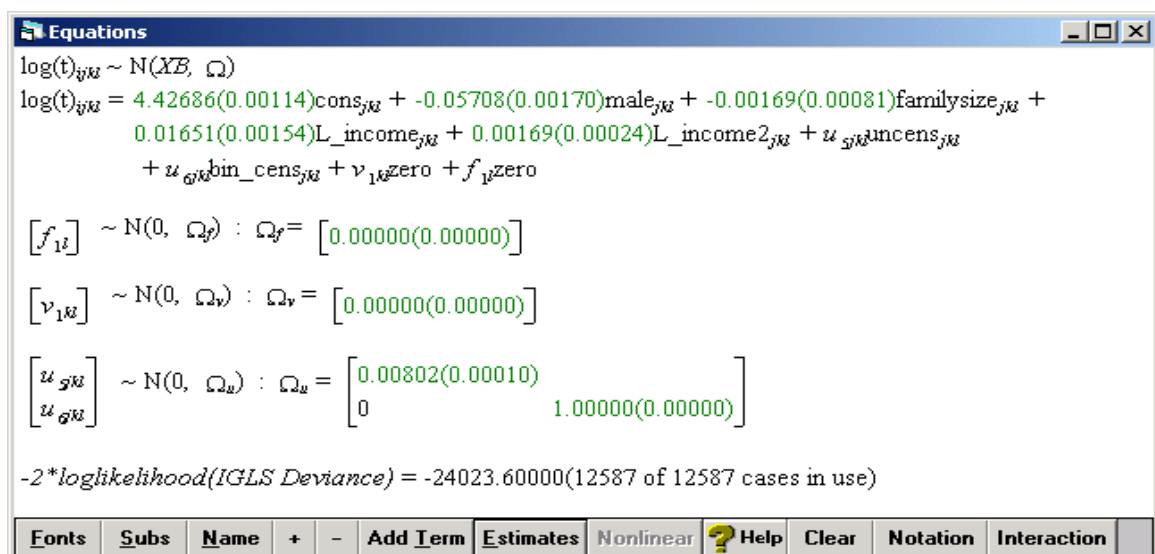 Equations
log(t)ijkl ~ N(XB, Ω)
log(t)ijkl = 4.42686(0.00114)consjkl + -0.05708(0.00170)malejkl + -0.00169(0.00081)familysizejkl +
0.01651(0.00154)L_incomejkl + 0.00169(0.00024)L_income2jkl + u5jkluncensjkl
+ u6jklbin_censjkl + v1klzero + f1lzero
[f1l] ~ N(0, Ωf) : Ωf = [0.00000(0.00000)]
[v1kl] ~ N(0, Ωv) : Ωv = [0.00000(0.00000)]
[u5jkl] ~ N(0, Ωu) : Ωu = [0.00802(0.00010)
[u6jkl] 0 1.00000(0.00000)]
-2*loglikelihood(IGLS Deviance) = -24023.60000(12587 of 12587 cases in use)
Fonts Subs Name + - Add Term Estimates Nonlinear ? Help Clear Notation Interaction